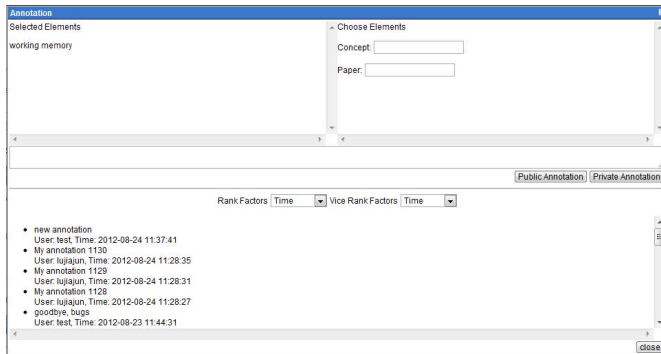 Annotation
Selected Elements
Choose Elements
working memory
Concept:
Paper:
Public Annotation
Private Annotation
Rank Factors Time Vice Rank Factors Time
new annotation
User: test, Time: 2012-08-24 11:37:41
My annotation 1130
User: lujiajun, Time: 2012-08-24 11:28:35
My annotation 1129
User: lujiajun, Time: 2012-08-24 11:28:31
My annotation 1128
User: lujiajun, Time: 2012-08-24 11:28:27
goodbye, bugs
User: test, Time: 2012-08-23 11:44:31
close